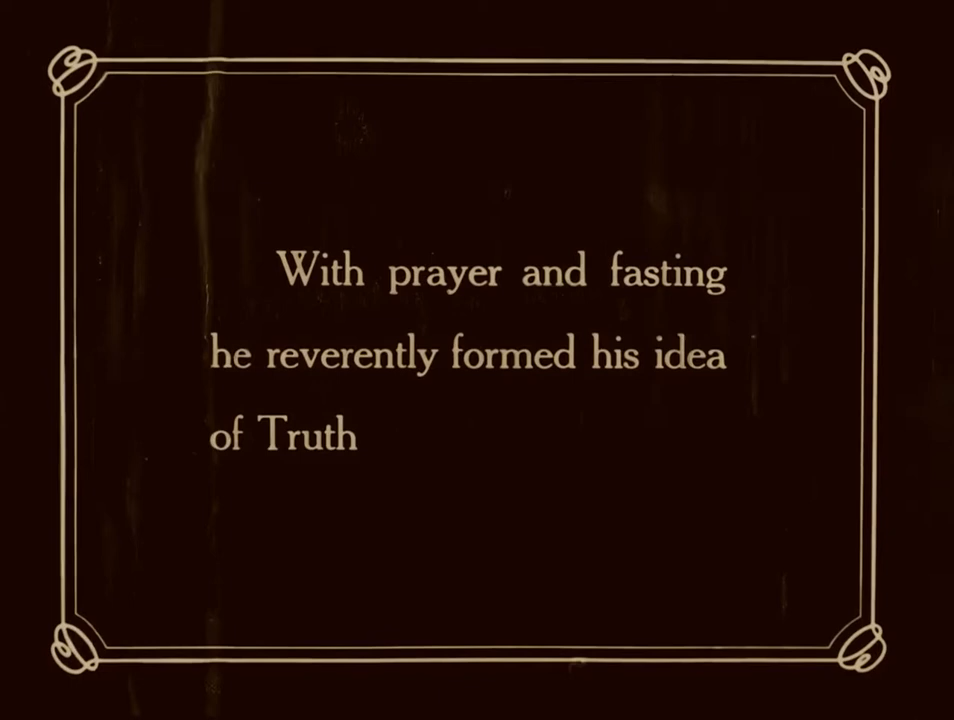 With prayer and fasting
he reverently formed his idea
of Truth